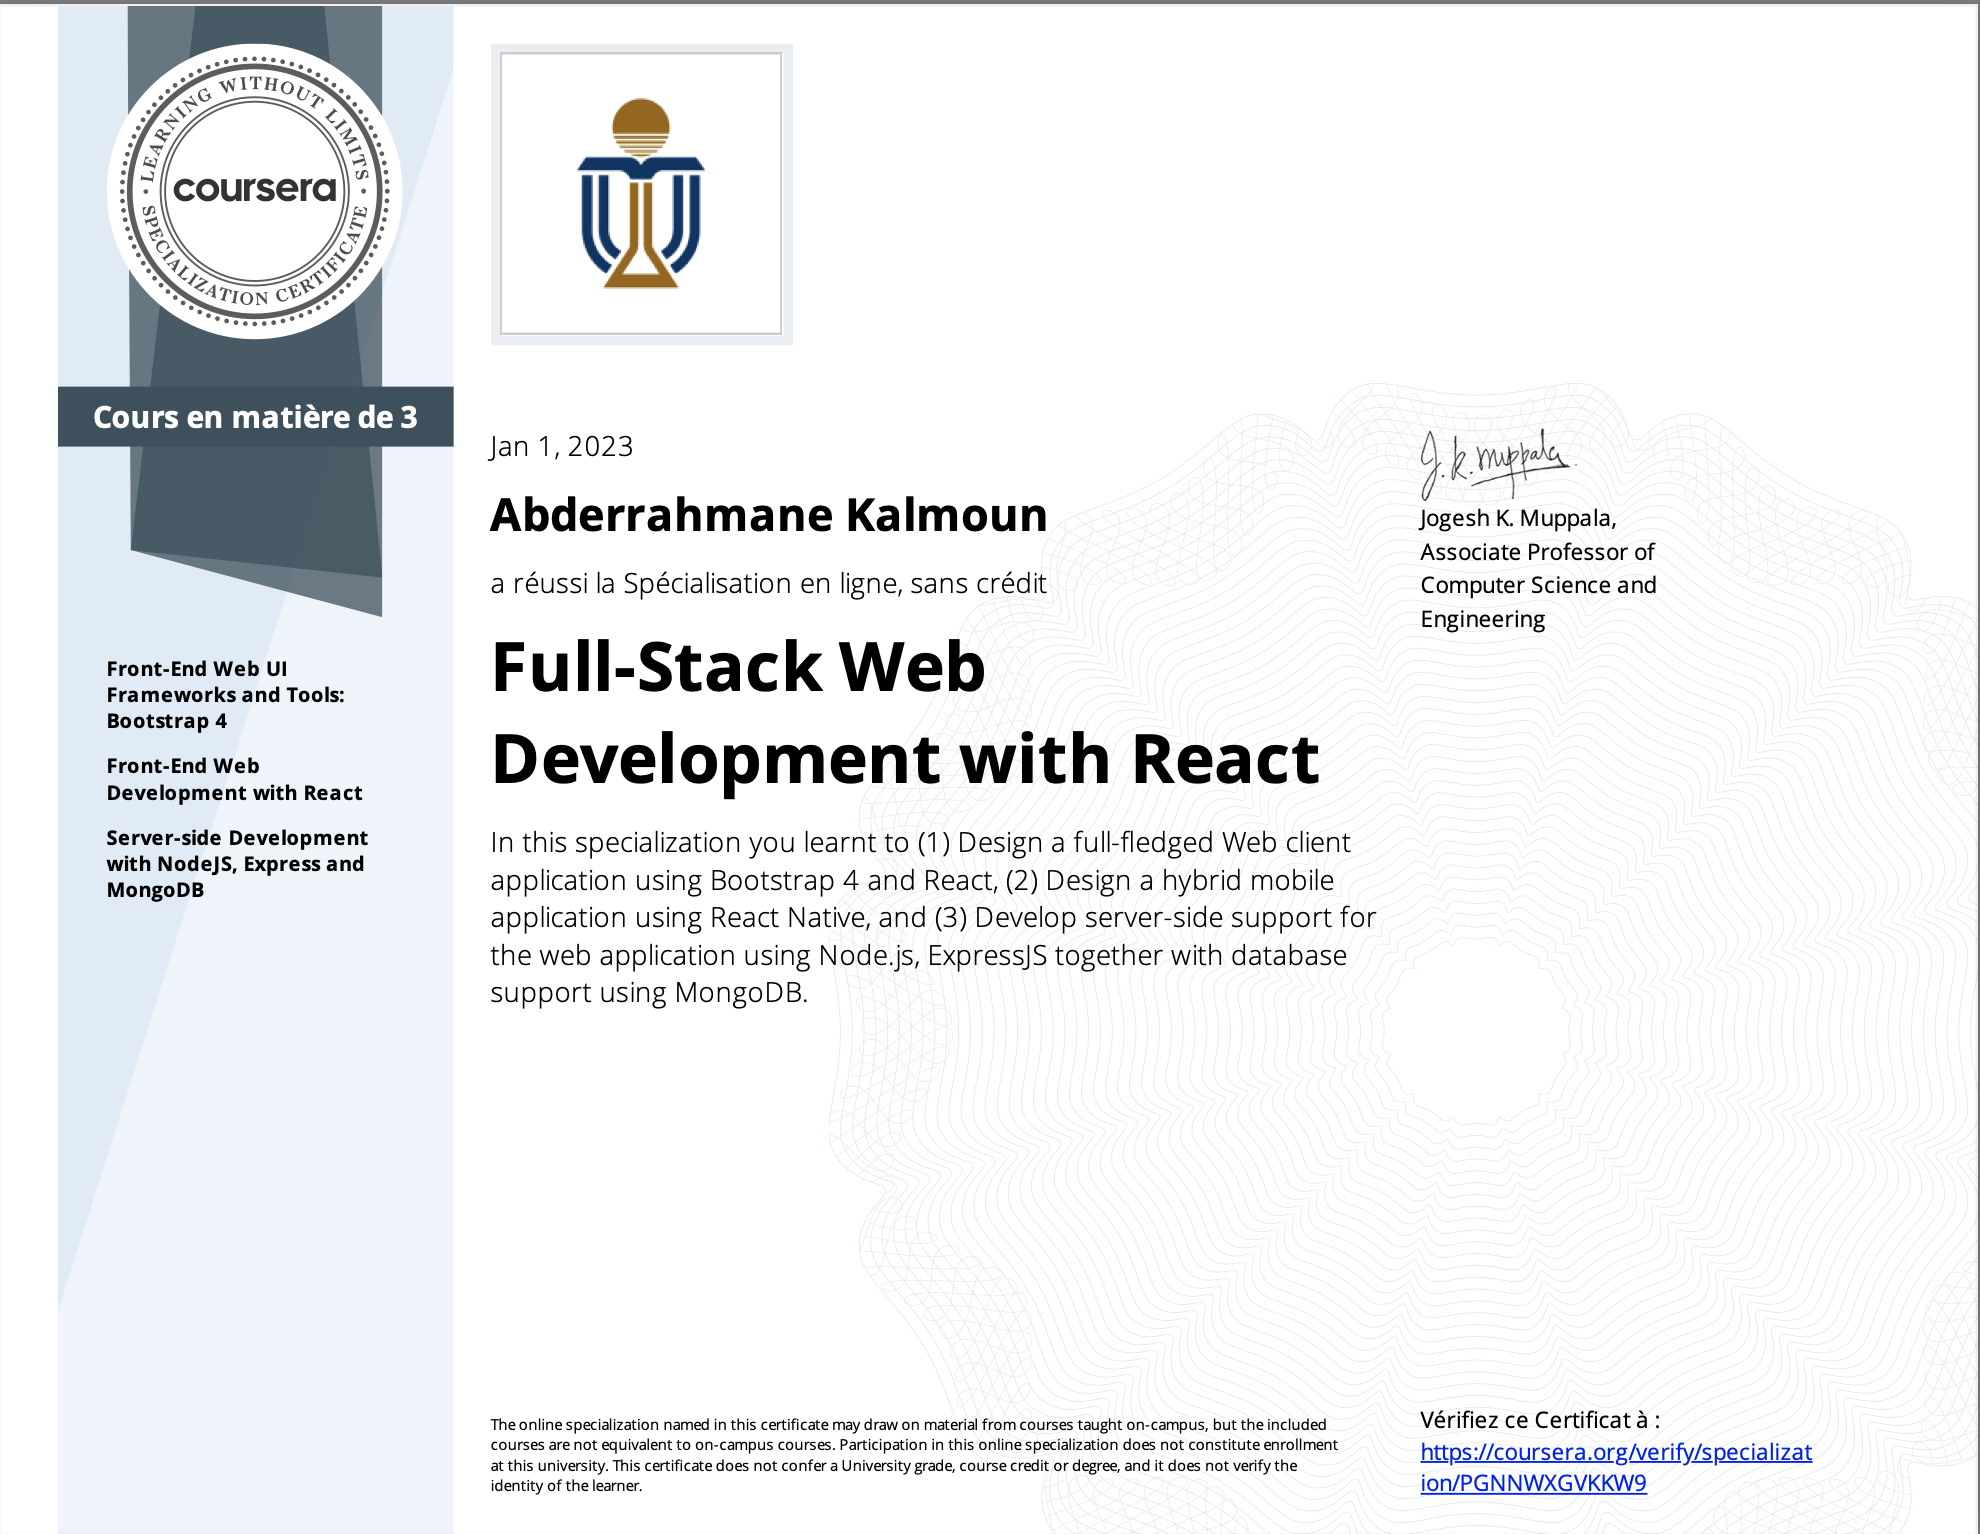 LEARNING WITHOUT LIMITS
coursera
SPECIALIZATION CERTIFICATE
Cours en matière de 3
Front-End Web UI
Frameworks and Tools:
Bootstrap 4
Front-End Web
Development with React
Server-side Development
with NodeJS, Express and
MongoDB
Jan 1, 2023
Abderrahmane Kalmoun
a réussi la Spécialisation en ligne, sans crédit
Full-Stack Web
Development with React
In this specialization you learnt to (1) Design a full-fledged Web client
application using Bootstrap 4 and React, (2) Design a hybrid mobile
application using React Native, and (3) Develop server-side support for
the web application using Node.js, ExpressJS together with database
support using MongoDB.
J.K. Muppala
Jogesh K. Muppala,
Associate Professor of
Computer Science and
Engineering
The online specialization named in this certificate may draw on material from courses taught on-campus, but the included
courses are not equivalent to on-campus courses. Participation in this online specialization does not constitute enrollment
at this university. This certificate does not confer a University grade, course credit or degree, and it does not verify the
identity of the learner.
Vérifiez ce Certificat à :
https://coursera.org/verify/specializat
ion/PGNNWXGVKKW9